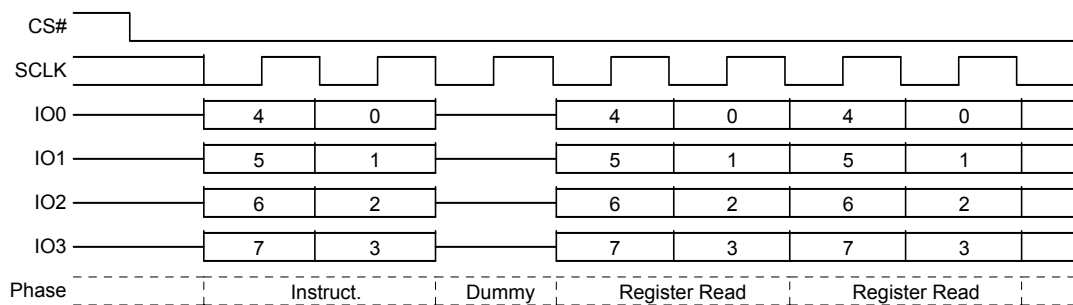 CS#
SCLK
IO0 4 0 4 0 4 0
IO1 5 1 5 1 5 1
IO2 6 2 6 2 6 2
IO3 7 3 7 3 7 3
Phase Instruct. Dummy Register Read Register Read